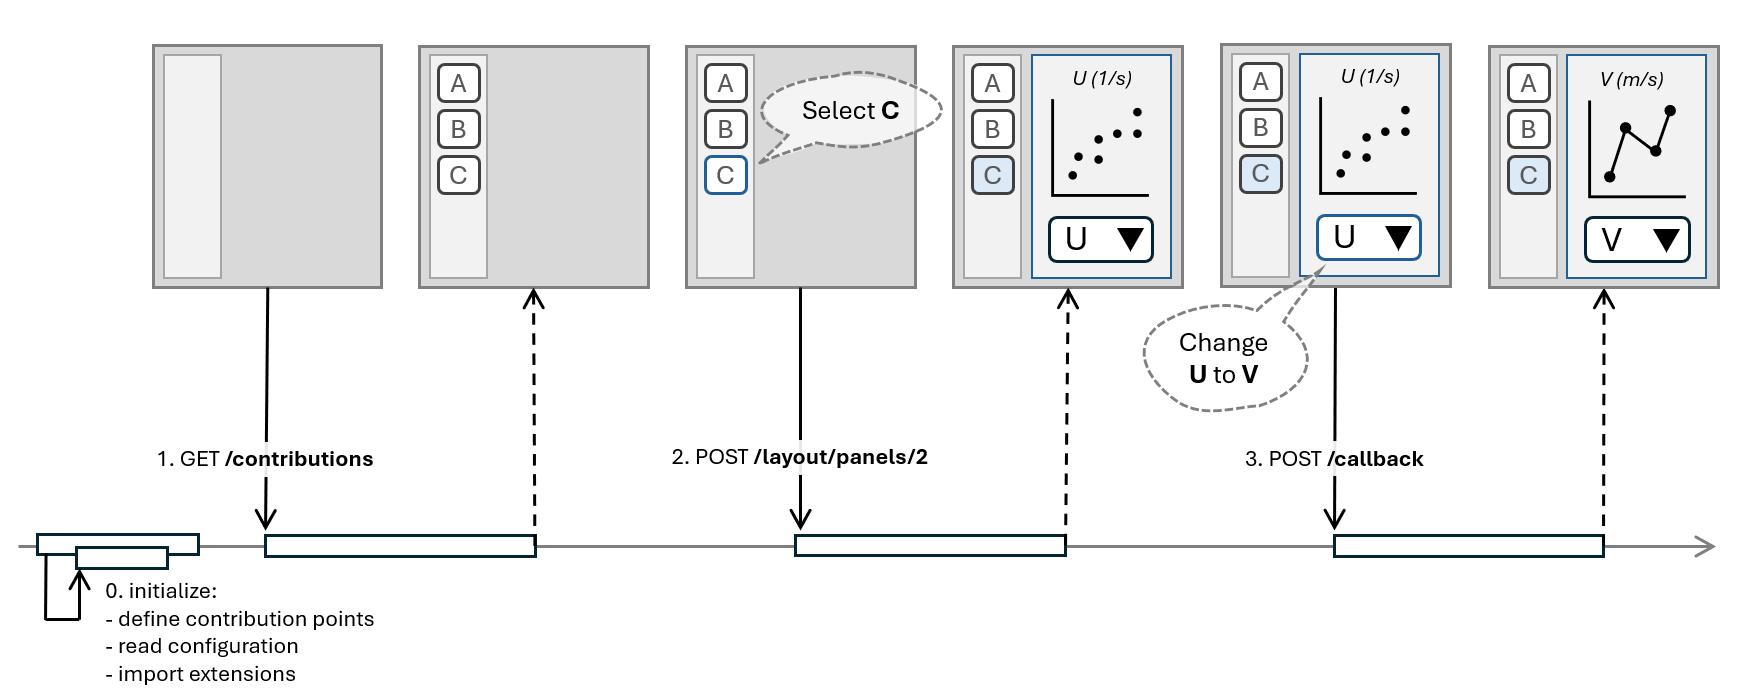 A
B
C
A
B
C
Select C
A
B
C
U (1/s)
U
A
B
C
U (1/s)
U
A
B
C
V (m/s)
V
Change
U to V
1. GET /contributions
2. POST /layout/panels/2
3. POST /callback
0. initialize:
- define contribution points
- read configuration
- import extensions